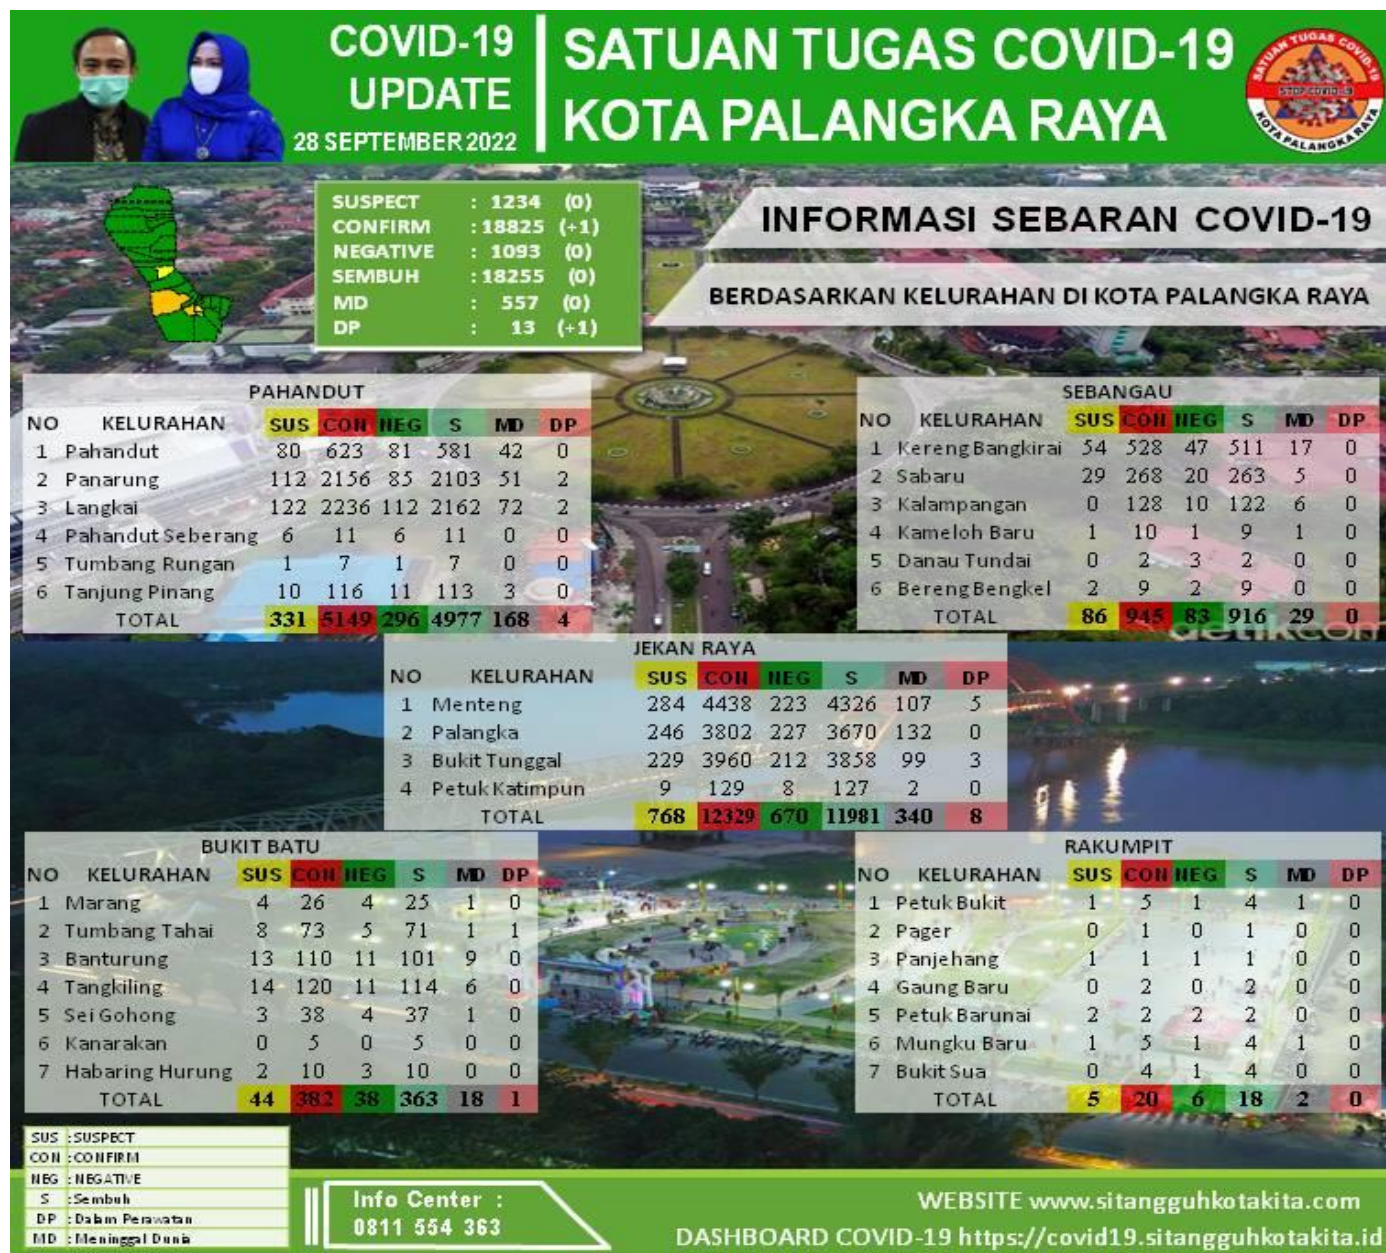 COVID-19
UPDATE
28 SEPTEMBER 2022
SATUAN TUGAS COVID-19
KOTA PALANGKA RAYA
SATUAN TUGAS COVID-19
STOP COVID-19
KOTA PALANGKA RAYA
SUSPECT : 1234 (0)
CONFIRM : 18825 (+1)
NEGATIVE : 1093 (0)
SEMBUH : 18255 (0)
MD : 557 (0)
DP : 13 (+1)
INFORMASI SEBARAN COVID-19
BERDASARKAN KELURAHAN DI KOTA PALANGKA RAYA
PAHANDUT
NO KELURAHAN SUS CON NEG S MD DP
1 Pahandut 80 623 81 581 42 0
2 Panarung 112 2156 85 2103 51 2
3 Langkai 122 2236 112 2162 72 2
4 Pahandut Seberang 6 11 6 11 0 0
5 Tumbang Rungan 1 7 1 7 0 0
6 Tanjung Pinang 10 116 11 113 3 0
TOTAL 331 5149 296 4977 168 4
SEBANGAU
NO KELURAHAN SUS CON NEG S MD DP
1 Kereng Bangkirai 54 528 47 511 17 0
2 Sabaru 29 268 20 263 5 0
3 Kalampangan 0 128 10 122 6 0
4 Kameloh Baru 1 10 1 9 1 0
5 Danau Tundai 0 2 3 2 0 0
6 Bereng Bengkel 2 9 2 9 0 0
TOTAL 86 945 83 916 29 0
detikcom
JEKAN RAYA
NO KELURAHAN SUS CON NEG S MD DP
1 Menteng 284 4438 223 4326 107 5
2 Palangka 246 3802 227 3670 132 0
3 Bukit Tunggal 229 3960 212 3858 99 3
4 Petuk Katimpun 9 129 8 127 2 0
TOTAL 768 12329 670 11981 340 8
BUKIT BATU
NO KELURAHAN SUS CON NEG S MD DP
1 Marang 4 26 4 25 1 0
2 Tumbang Tahai 8 73 5 71 1 1
3 Banturung 13 110 11 101 9 0
4 Tangkiling 14 120 11 114 6 0
5 Sei Gohong 3 38 4 37 1 0
6 Kanarakan 0 5 0 5 0 0
7 Habaring Hurung 2 10 3 10 0 0
TOTAL 44 382 38 363 18 1
RAKUMPIT
NO KELURAHAN SUS CON NEG S MD DP
1 Petuk Bukit 1 5 1 4 1 0
2 Pager 0 1 0 1 0 0
3 Panjehang 1 1 1 1 0 0
4 Gaung Baru 0 2 0 2 0 0
5 Petuk Barunai 2 2 2 2 0 0
6 Mungku Baru 1 5 1 4 1 0
7 Bukit Sua 0 4 1 4 0 0
TOTAL 5 20 6 18 2 0
SUS : SUSPECT
CON : CONFIRM
NEG : NEGATIVE
S : Sembuh
DP : Dalam Perawatan
MD : Meninggal Dunia
Info Center :
0811 554 363
WEBSITE www.sitangguhkotakita.com
DASHBOARD COVID-19 https://covid19.sitangguhkotakita.id